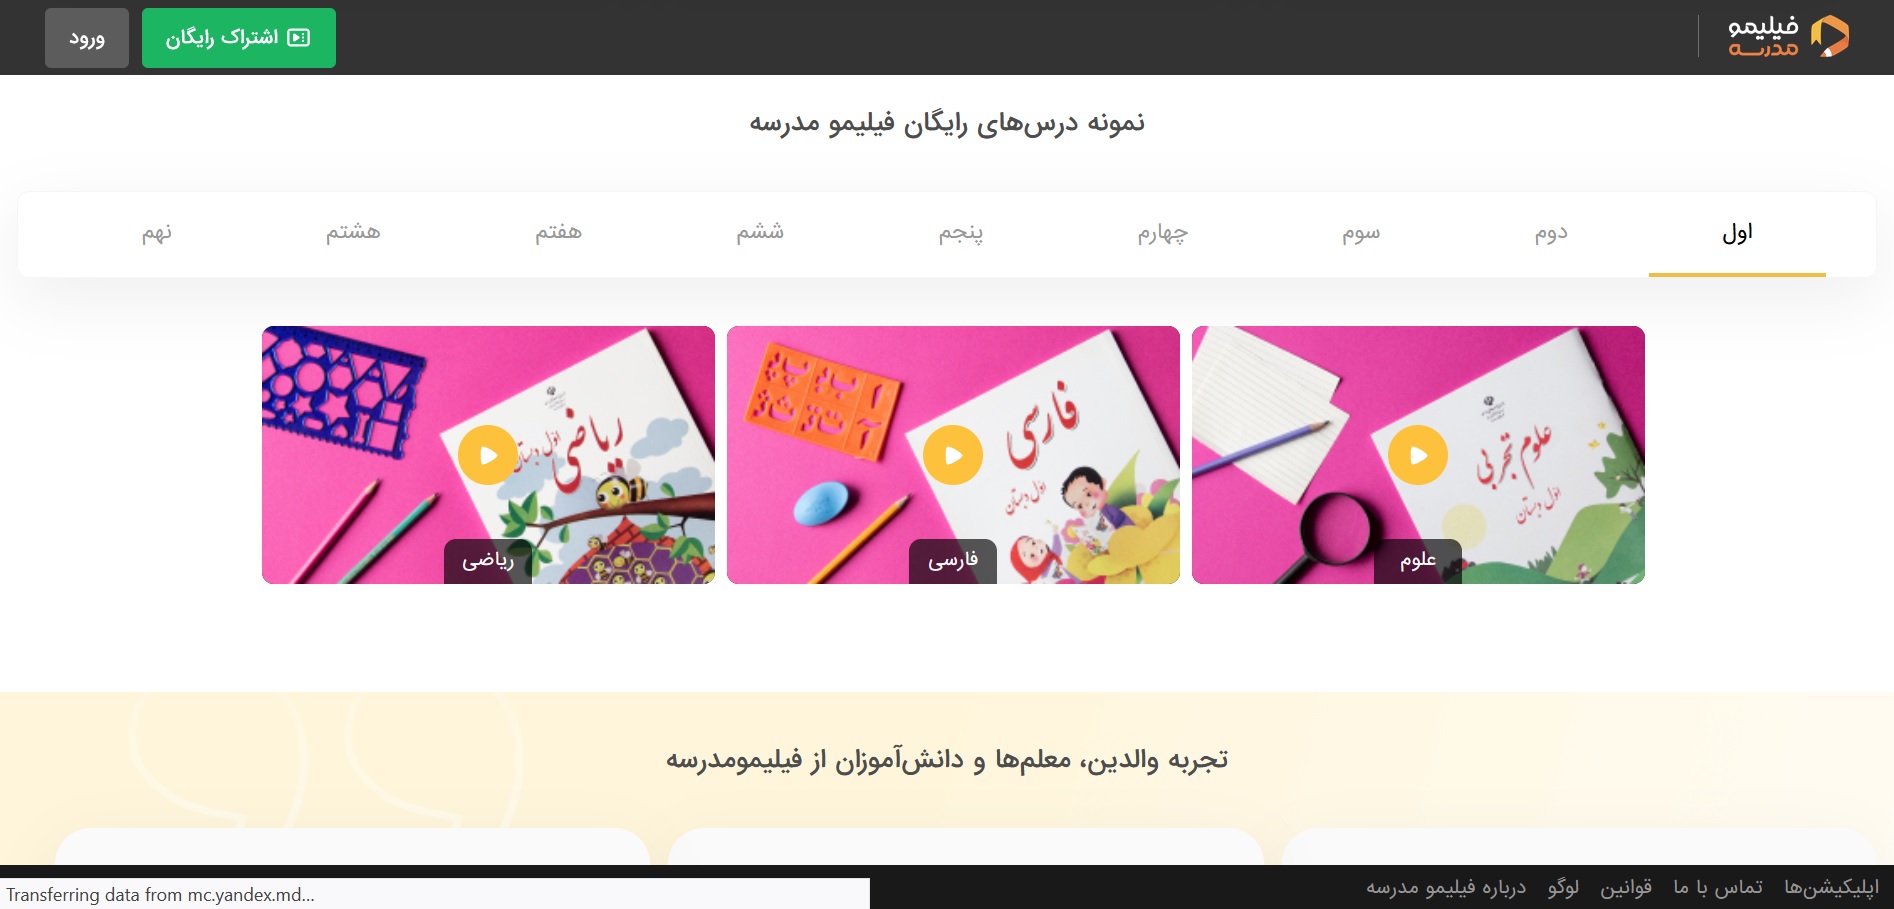 فیلیمو
مدرسه
اشتراک رایگان
ورود
نمونه درس‌های رایگان فیلیمو مدرسه
اول
دوم
سوم
چهارم
پنجم
ششم
هفتم
هشتم
نهم
علوم تجربی
اول دبستان
علوم
فارسی
اول دبستان
فارسی
ریاضی
اول دبستان
ریاضی
تجربه والدین، معلم‌ها و دانش‌آموزان از فیلیمومدرسه
اپلیکیشن‌ها
تماس با ما
قوانین
لوگو
درباره فیلیمو مدرسه
Transferring data from mc.yandex.md...